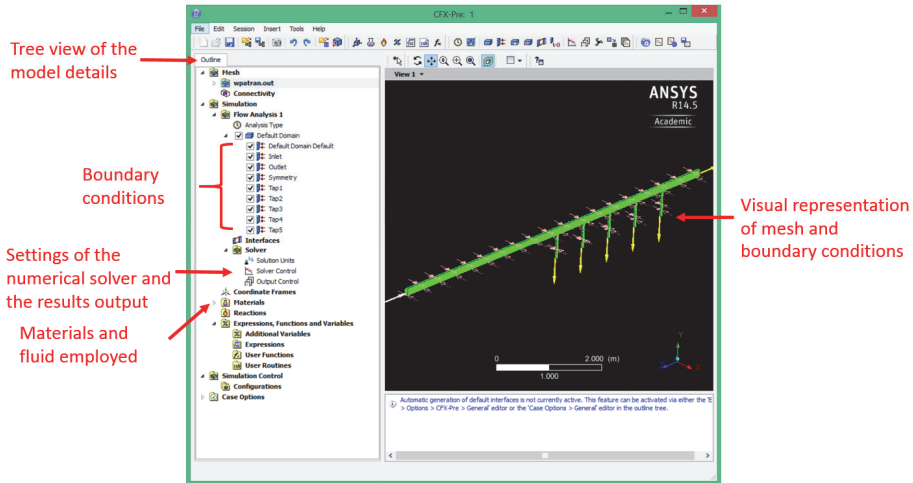 CFX-Pre: 1
File Edit Session Insert Tools Help
Tree view of the
model details
Outline
Mesh
wpatran.out
Connectivity
Simulation
Flow Analysis 1
Analysis Type
Default Domain
Default Domain Default
Inlet
Outlet
Symmetry
Tap1
Tap2
Tap3
Tap4
Tap5
Interfaces
Solver
Solution Units
Solver Control
Output Control
Coordinate Frames
Materials
Reactions
Expressions, Functions and Variables
Additional Variables
Expressions
User Functions
User Routines
Simulation Control
Configurations
Case Options
Boundary
conditions
Settings of the
numerical solver and
the results output
Materials and
fluid employed
View 1
ANSYS
R14.5
Academic
0 2.000 (m)
1.000
Y
X
Visual representation
of mesh and
boundary conditions
Automatic generation of default interfaces is not currently active. This feature can be activated via either the 'E
> Options > CFX-Pre > General' editor or the 'Case Options > General' editor in the outline tree.